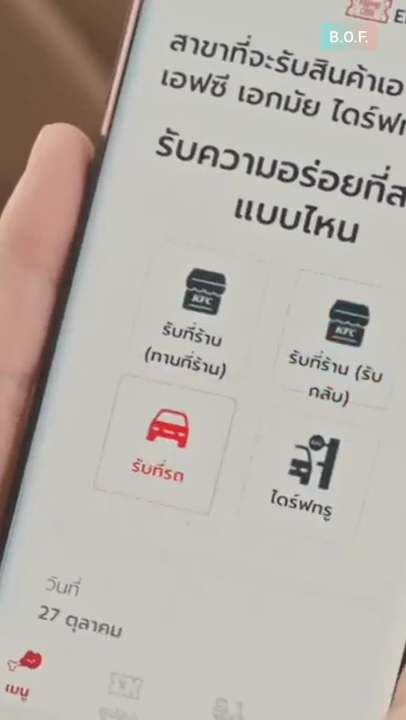 B.O.F.
สาขาที่จะรับสินค้าเอ
เอฟซี เอกมัย ไดร์ฟท
รับความอร่อยที่ส
แบบไหน
KFC
รับที่ร้าน
(ทานที่ร้าน)
KFC
รับที่ร้าน (รับ
กลับ)
รับที่รถ
ไดร์ฟทรู
วันที่
27 ตุลาคม
เมนู